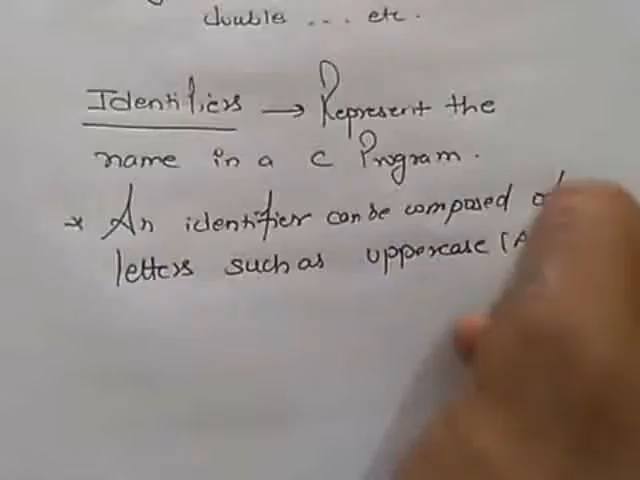 double ... etc.
Identifiers → Represent the
name in a C Program.
* An identifier can be composed of
letters such as uppercase (A